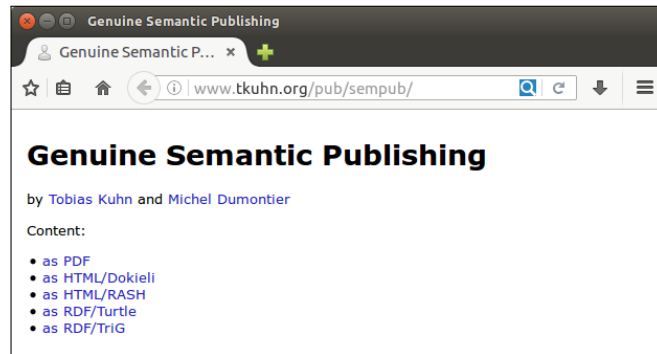 Genuine Semantic Publishing
Genuine Semantic P...
www.tkuhn.org/pub/sempub/
Genuine Semantic Publishing
by Tobias Kuhn and Michel Dumontier
Content:
• as PDF
• as HTML/Dokieli
• as HTML/RASH
• as RDF/Turtle
• as RDF/TriG